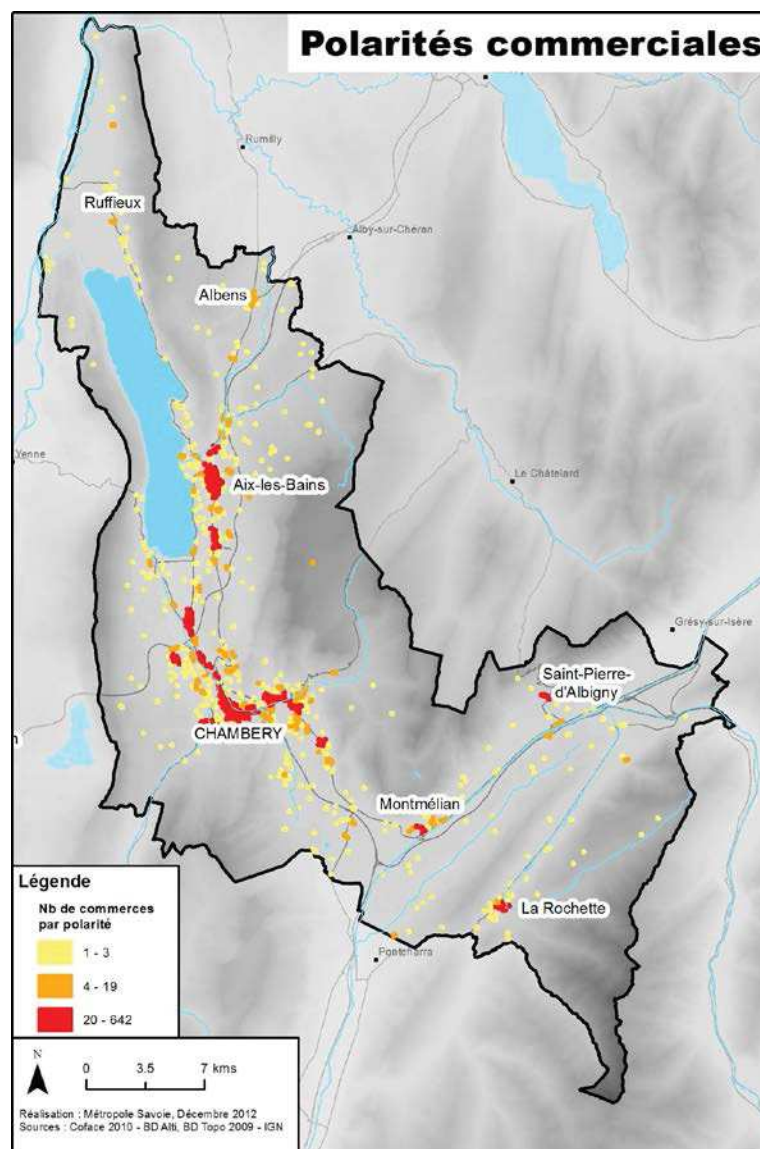 Polarités commerciales
Rumilly
Ruffieux
Alby-sur-Cheran
Albens
Yenne
Aix-les-Bains
Le Châtelard
Grésy-sur-Isère
Saint-Pierre-
d'Albigny
CHAMBERY
Montmélian
La Rochette
Pontcharra
Légende
Nb de commerces
par polarité
1 - 3
4 - 19
20 - 642
N
0 3.5 7 kms
Réalisation : Métropole Savoie, Décembre 2012
Sources : Coface 2010 - BD Alti, BD Topo 2009 - IGN